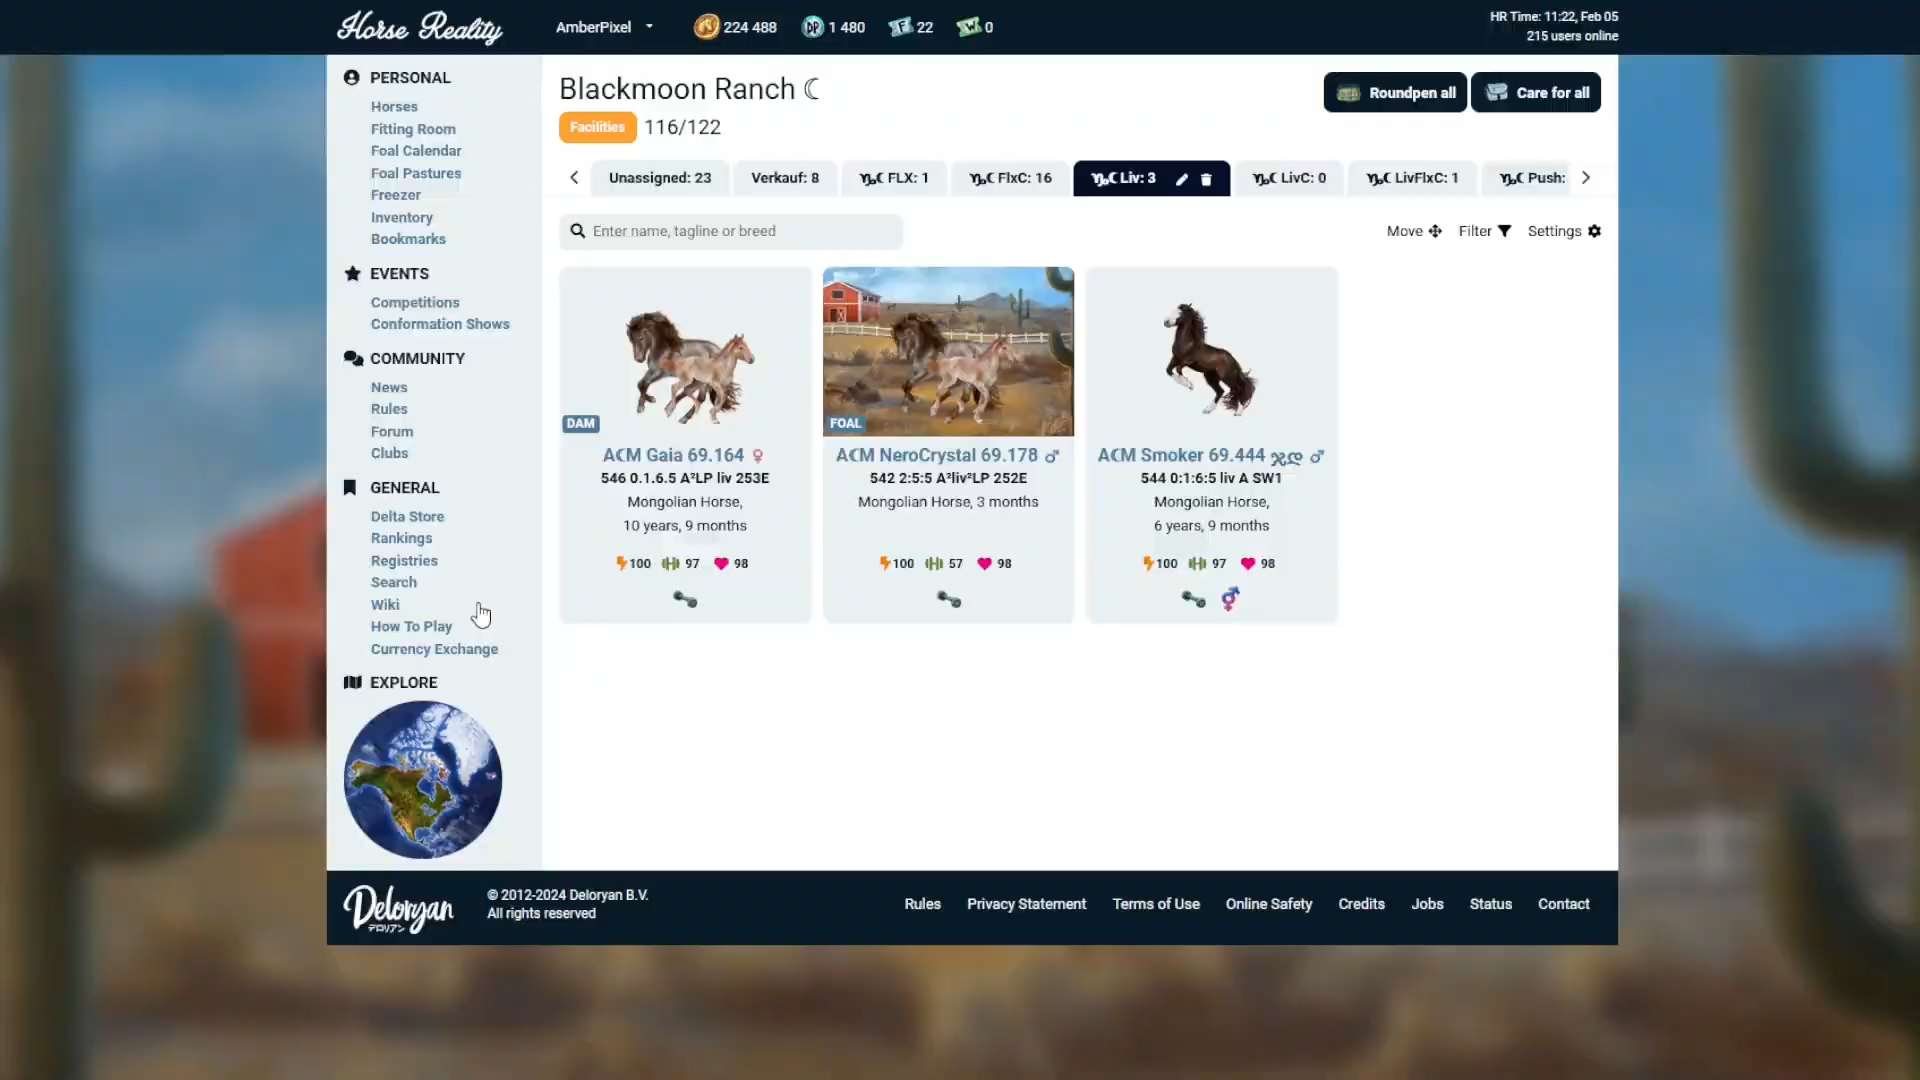 Horse Reality
AmberPixel
224 488
1 480
22
0
HR Time: 11:22, Feb 05
215 users online
PERSONAL
Horses
Fitting Room
Foal Calendar
Foal Pastures
Freezer
Inventory
Bookmarks
EVENTS
Competitions
Conformation Shows
COMMUNITY
News
Rules
Forum
Clubs
GENERAL
Delta Store
Rankings
Registries
Search
Wiki
How To Play
Currency Exchange
EXPLORE
Blackmoon Ranch ☾
Roundpen all
Care for all
Facilities
116/122
Unassigned: 23
Verkauf: 8
FLX: 1
FlxC: 16
Liv: 3
LivC: 0
LivFlxC: 1
Push:
Enter name, tagline or breed
Move
Filter
Settings
DAM
A☾M Gaia 69.164 ♀
546 0.1.6.5 A²LP liv 253E
Mongolian Horse,
10 years, 9 months
100 97 98
FOAL
A☾M NeroCrystal 69.178 ♂
542 2:5:5 A²liv²LP 252E
Mongolian Horse, 3 months
100 57 98
A☾M Smoker 69.444 ♂
544 0:1:6:5 liv A SW1
Mongolian Horse,
6 years, 9 months
100 97 98
Deloryan
デロリアン
© 2012-2024 Deloryan B.V.
All rights reserved
Rules
Privacy Statement
Terms of Use
Online Safety
Credits
Jobs
Status
Contact